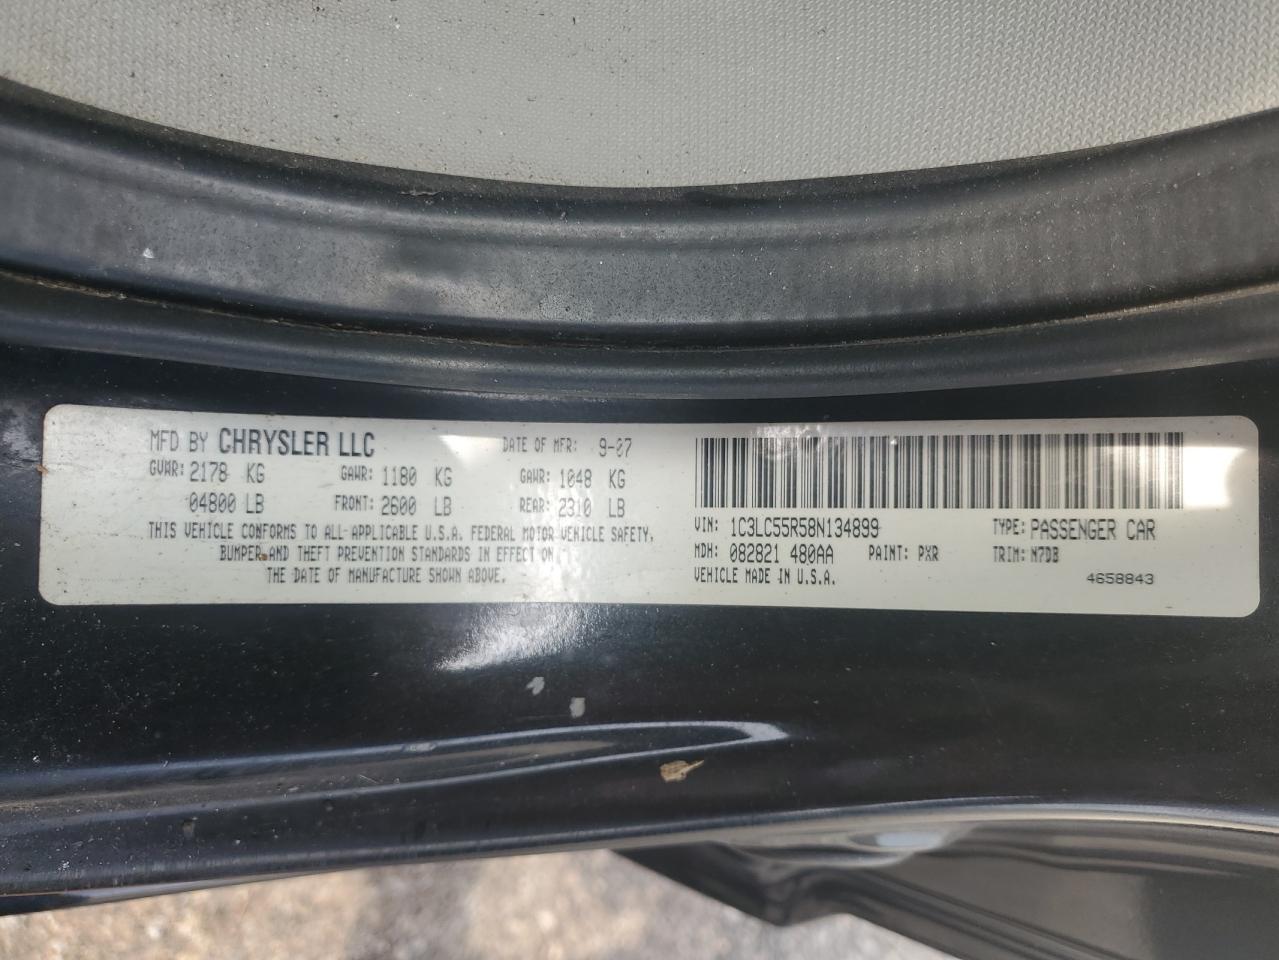 MFD BY CHRYSLER LLC DATE OF MFR: 9-07
GVWR: 2178 KG GAWR: 1180 KG GAWR: 1048 KG
04800 LB FRONT: 2600 LB REAR: 2310 LB
THIS VEHICLE CONFORMS TO ALL APPLICABLE U.S.A. FEDERAL MOTOR VEHICLE SAFETY,
BUMPER AND THEFT PREVENTION STANDARDS IN EFFECT ON
THE DATE OF MANUFACTURE SHOWN ABOVE.
VIN: 1C3LC55R58N134899 TYPE: PASSENGER CAR
MDH: 082821 480AA PAINT: PXR TRIM: N7DB
VEHICLE MADE IN U.S.A. 4658843